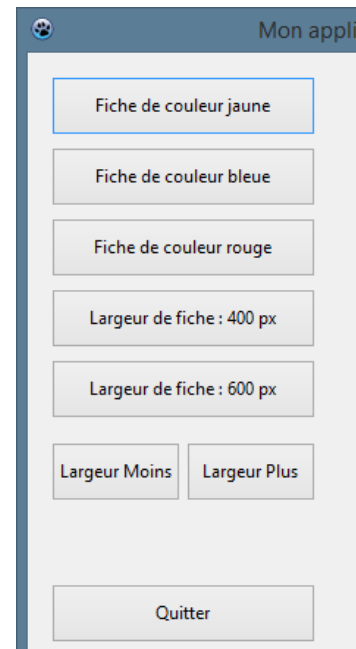 Mon appli
Fiche de couleur jaune
Fiche de couleur bleue
Fiche de couleur rouge
Largeur de fiche : 400 px
Largeur de fiche : 600 px
Largeur Moins Largeur Plus
Quitter